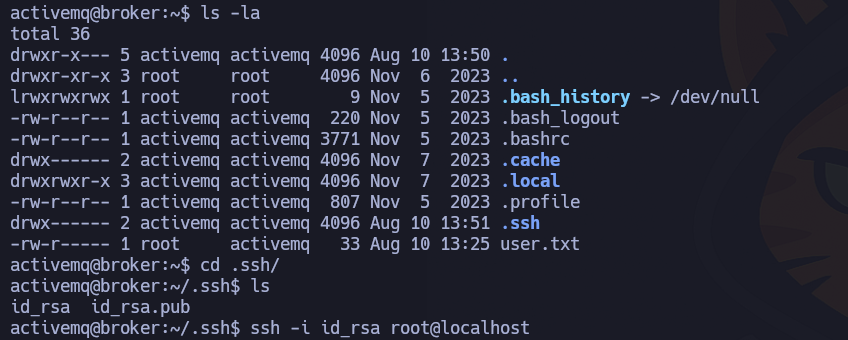 activemq@broker:~$ ls -la
total 36
drwxr-x--- 5 activemq activemq 4096 Aug 10 13:50 .
drwxr-xr-x 3 root     root     4096 Nov  6  2023 ..
lrwxrwxrwx 1 root     root        9 Nov  5  2023 .bash_history -> /dev/null
-rw-r--r-- 1 activemq activemq  220 Nov  5  2023 .bash_logout
-rw-r--r-- 1 activemq activemq 3771 Nov  5  2023 .bashrc
drwx------ 2 activemq activemq 4096 Nov  7  2023 .cache
drwxrwxr-x 3 activemq activemq 4096 Nov  7  2023 .local
-rw-r--r-- 1 activemq activemq  807 Nov  5  2023 .profile
drwx------ 2 activemq activemq 4096 Aug 10 13:51 .ssh
-rw-r----- 1 root     activemq   33 Aug 10 13:25 user.txt
activemq@broker:~$ cd .ssh/
activemq@broker:~/.ssh$ ls
id_rsa  id_rsa.pub
activemq@broker:~/.ssh$ ssh -i id_rsa root@localhost